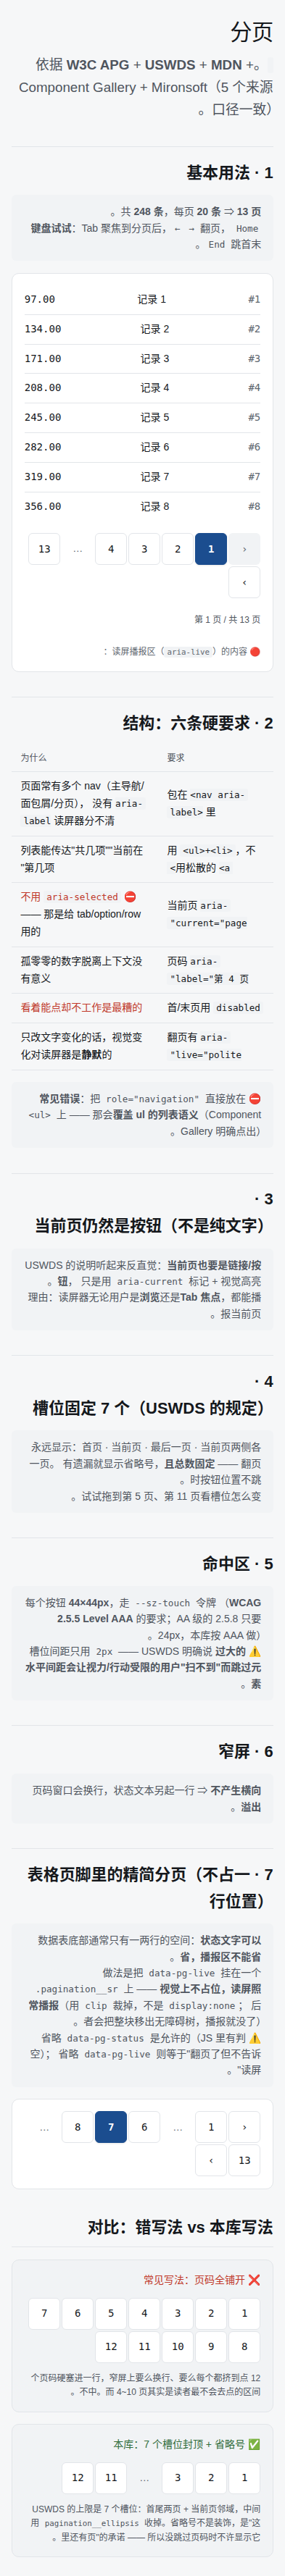 分页
依据 W3C APG + USWDS + MDN +。
Component Gallery + Mironsoft（5 个来源
口径一致）。
基本用法 · 1
共 248 条，每页 20 条 ⇒ 13 页。
键盘试试：Tab 聚焦到分页后， ← → 翻页， Home
跳首末 End 。
#1 记录 1 97.00
#2 记录 2 134.00
#3 记录 3 171.00
#4 记录 4 208.00
#5 记录 5 245.00
#6 记录 6 282.00
#7 记录 7 319.00
#8 记录 8 356.00
‹ 1 2 3 4 … 13
›
第 1 页 / 共 13 页
🔴 读屏播报区（aria-live）的内容：
结构：六条硬要求 · 2
要求 为什么
包在 <nav aria-label> 里
页面常有多个 nav（主导航/面包屑/分页），没有 aria-label 读屏器分不清
用 <ul>+<li>，不用松散的 <a>
列表能传达"共几项""当前在第几项"
当前页 aria-current="page"
⛔ 不用 aria-selected —— 那是给 tab/option/row 用的
页码 aria-label="第 4 页"
孤零零的数字脱离上下文没有意义
首/末页用 disabled
看着能点却不工作是最糟的
翻页有 aria-live="polite"
只改文字变化的话，视觉变化对读屏器是静默的
⛔ 常见错误：把 role="navigation" 直接放在
<ul> 上 —— 那会覆盖 ul 的列表语义（Component
Gallery 明确点出）。
3 ·
当前页仍然是按钮（不是纯文字）
USWDS 的说明听起来反直觉：当前页也要是链接/按
钮， 只是用 aria-current 标记 + 视觉高亮。
理由：读屏器无论用户是浏览还是Tab 焦点，都能播
报当前页。
4 ·
槽位固定 7 个（USWDS 的规定）
永远显示：首页 · 当前页 · 最后一页 · 当前页两侧各
一页。 有遗漏就显示省略号，且总数固定 —— 翻页
时按钮位置不跳。
试试拖到第 5 页、第 11 页看槽位怎么变。
命中区 · 5
每个按钮 44×44px，走 --sz-touch 令牌 （WCAG
2.5.5 Level AAA 的要求；AA 级的 2.5.8 只要
24px，本库按 AAA 做）。
槽位间距只用 2px —— USWDS 明确说 过大的 ⚠️
水平间距会让视力/行动受限的用户"扫不到"而跳过元
素。
窄屏 · 6
页码窗口会换行，状态文本另起一行 ⇒ 不产生横向
溢出。
表格页脚里的精简分页（不占一 · 7
行位置）
数据表底部通常只有一两行的空间：状态文字可以
省，播报区不能省。
做法是把 data-pg-live 挂在一个
.pagination__sr 上 —— 视觉上不占位，读屏照
常播报（用 clip 裁掉，不是 display:none ； 后
者会把整块移出无障碍树，播报就没了）。
⚠️ 省略 data-pg-status 是允许的（JS 里有判
空）； 省略 data-pg-live 则等于"翻页了但不告诉
读屏"。
‹ 1 … 6 7 8 …
13 ›
对比：错写法 vs 本库写法
❌ 常见写法：页码全铺开
1 2 3 4 5 6 7
8 9 10 11 12
12 个页码硬塞进一行，窄屏上要么换行、要么每个都挤到点
不中。而 4~10 页其实是读者最不会去点的区间。
✅ 本库：7 个槽位封顶 + 省略号
1 2 3 … 11 12
USWDS 的上限是 7 个槽位：首尾两页 + 当前页邻域，中间
用 pagination__ellipsis 收掉。省略号不是装饰，是"这
里还有页"的承诺 —— 所以没跳过页码时不许显示它。